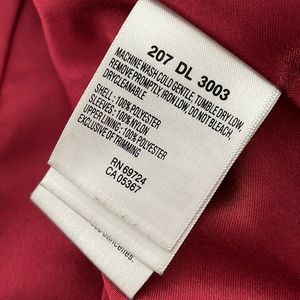 207 DL 3003
MACHINE WASH COLD GENTLE, TUMBLE DRY LOW,
REMOVE PROMPTLY, IRON LOW, DO NOT BLEACH,
DRYCLEANABLE
SHELL : 100% POLYESTER
SLEEVES : 100% NYLON
UPPER LINING : 100% POLYESTER
EXCLUSIVE OF TRIMMING
RN 69724
CA 05367